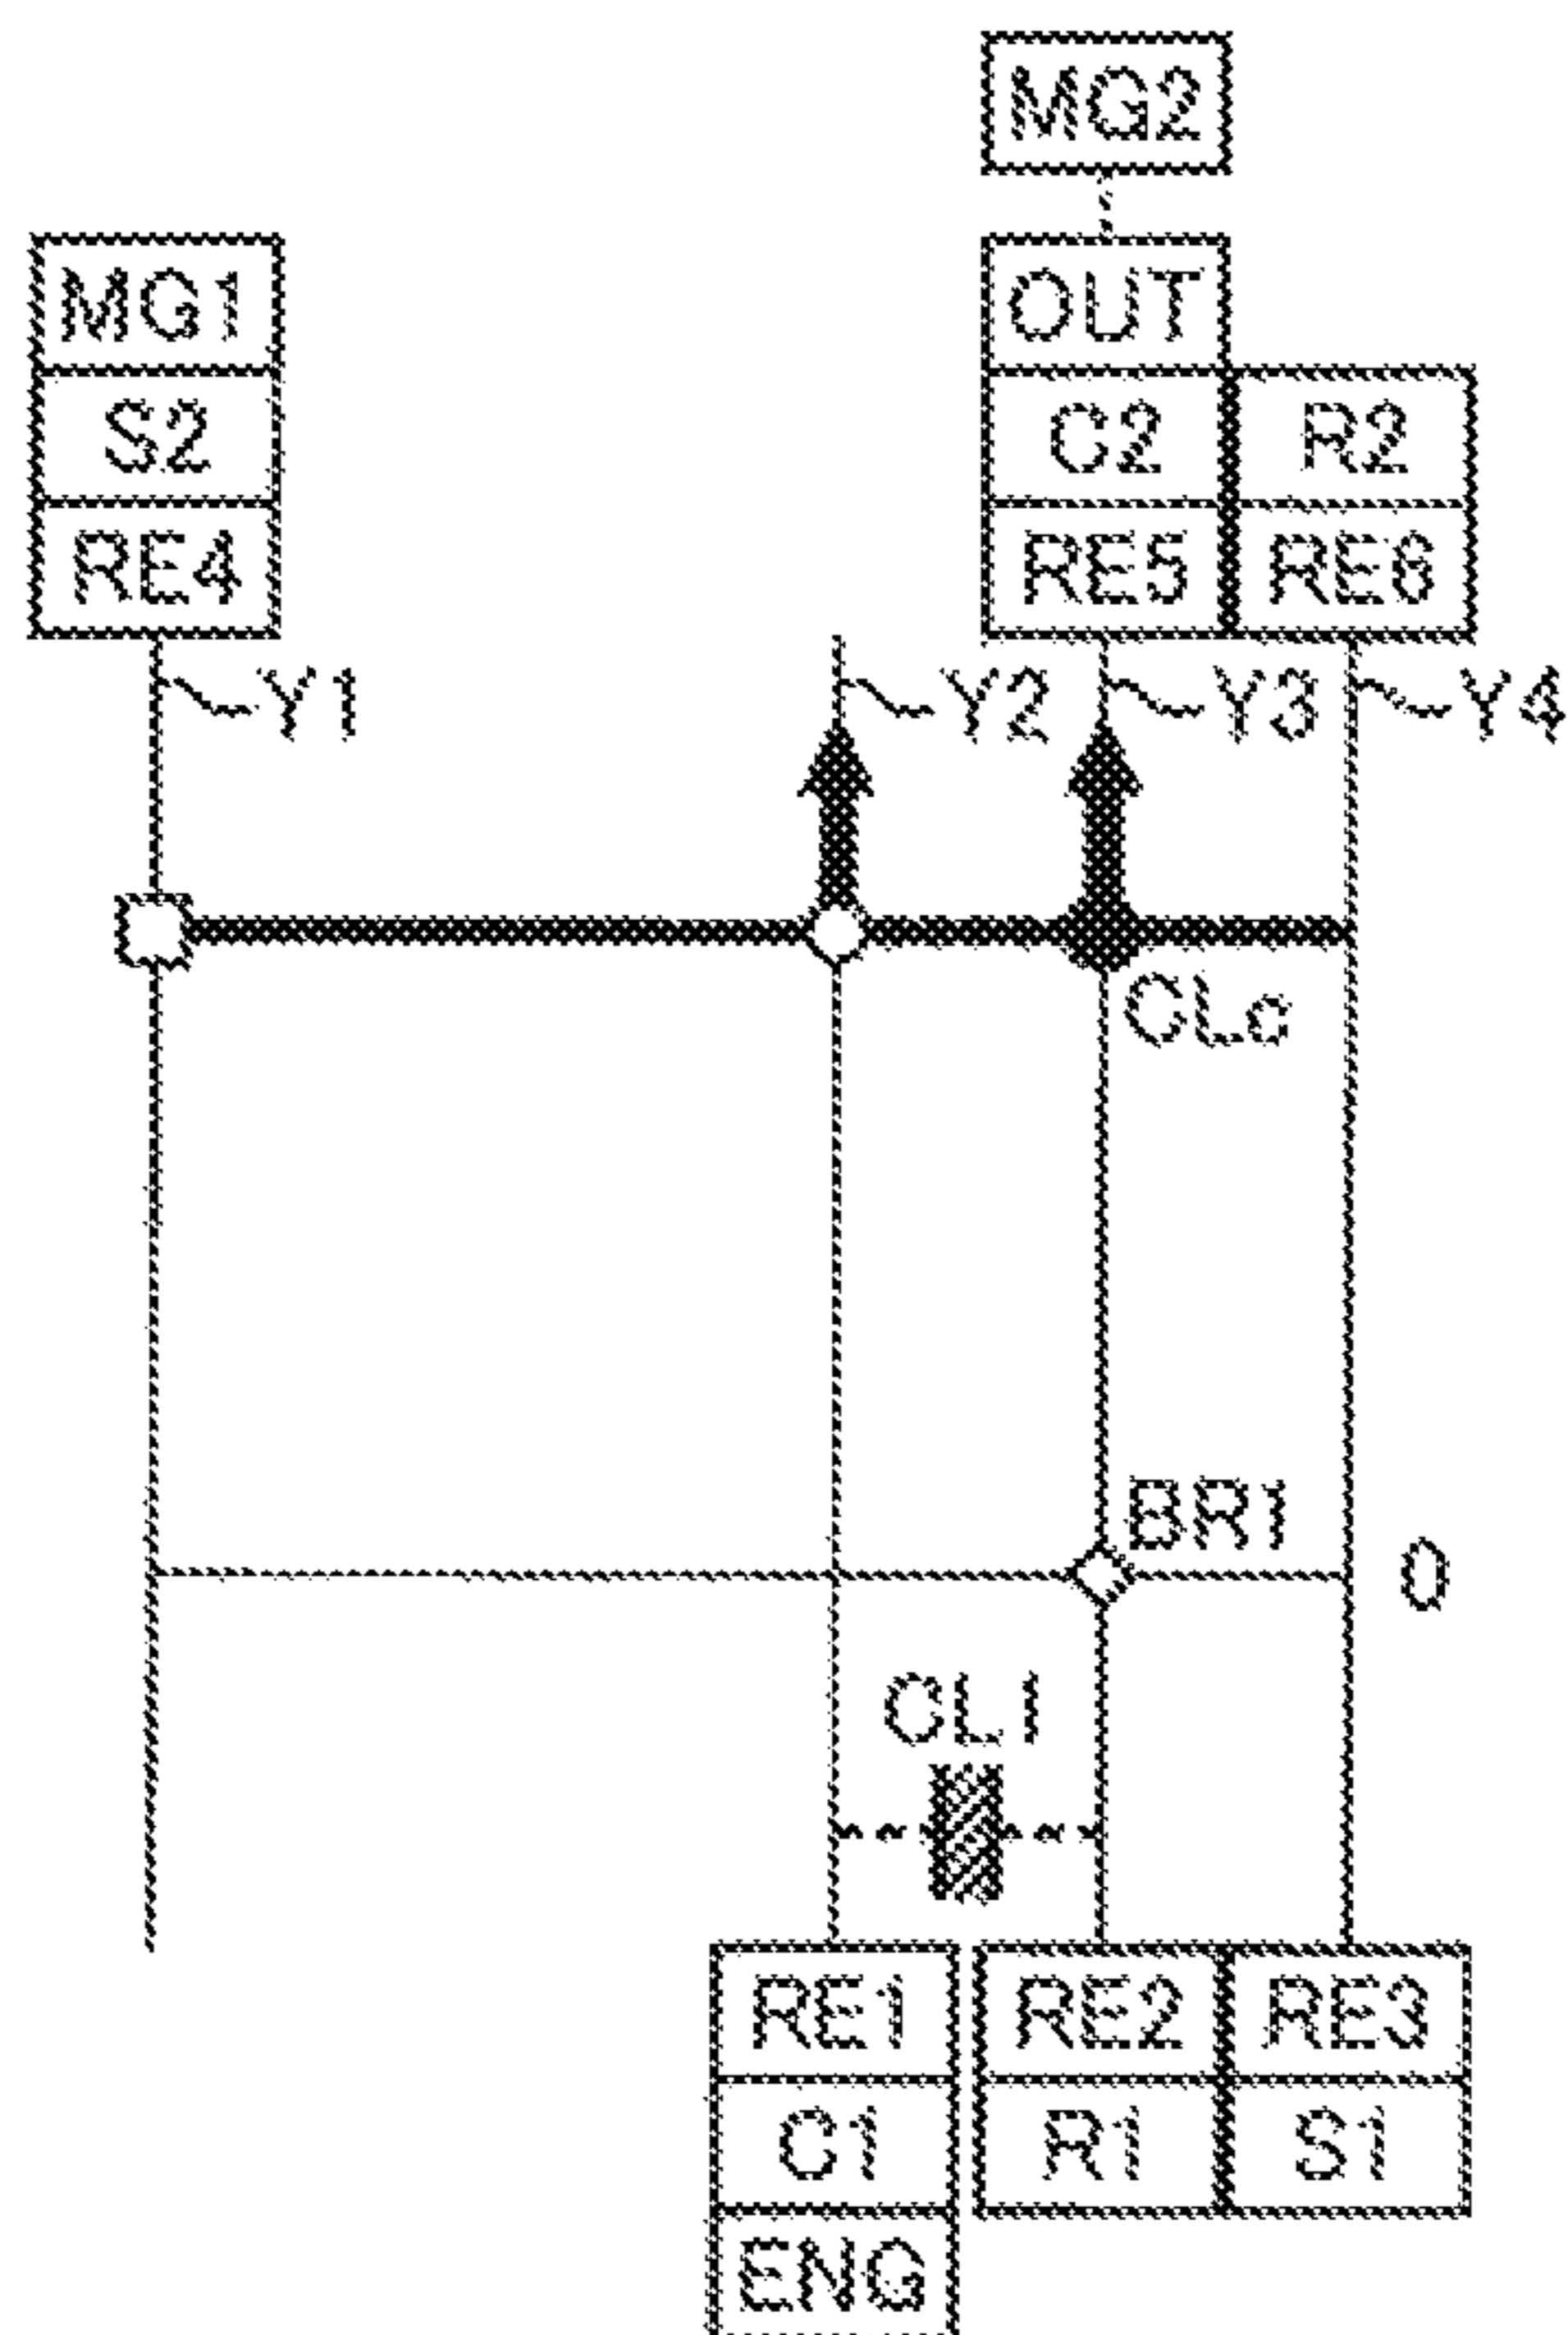 MG2
MG1
OUT
S2
C2
R2
RE4
RE5
RE6
Y1
Y2
Y3
Y4
CLc
BR1
0
CL1
RE1
RE2
RE3
C1
R1
S1
ENG